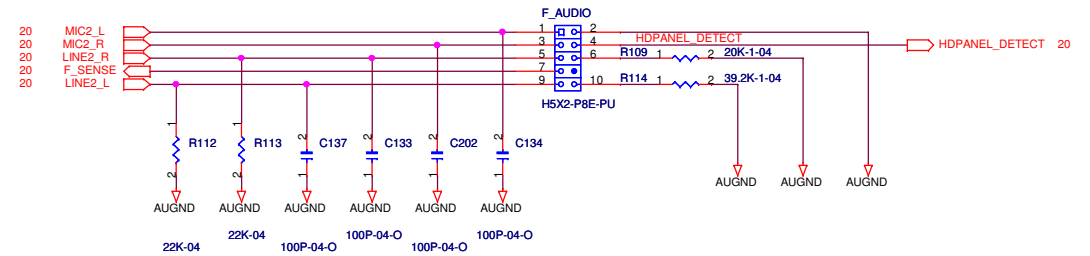 F_AUDIO
20 MIC2_L 1 2
20 MIC2_R 3 4 HDPANEL_DETECT HDPANEL_DETECT 20
20 LINE2_R 5 6 R109 1 2 20K-1-04
20 F_SENSE 7
20 LINE2_L 9 10 R114 1 2 39.2K-1-04
H5X2-P8E-PU
1 1 2 2 2 2
R112 R113 C137 C133 C202 C134
2 2 1 1 1 1
AUGND AUGND AUGND
AUGND AUGND AUGND AUGND AUGND AUGND
22K-04 22K-04 100P-04-O 100P-04-O 100P-04-O 100P-04-O